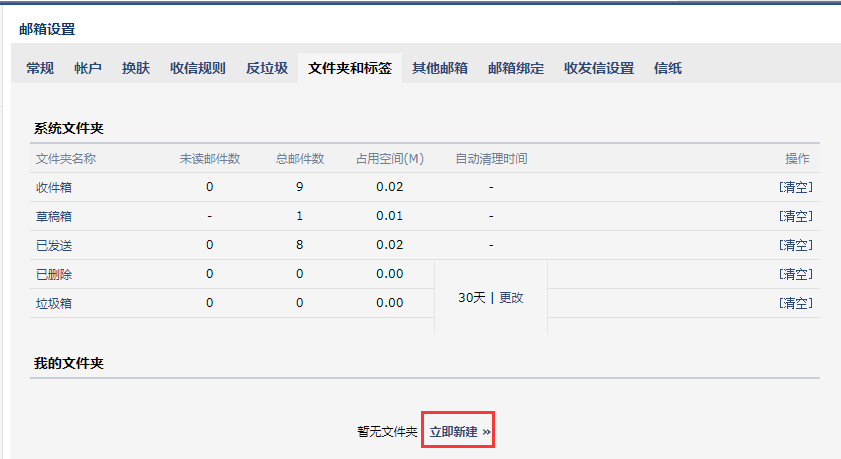 邮箱设置
常规 帐户 换肤 收信规则 反垃圾 文件夹和标签 其他邮箱 邮箱绑定 收发信设置 信纸
系统文件夹
文件夹名称 未读邮件数 总邮件数 占用空间(M) 自动清理时间 操作
收件箱 0 9 0.02 - [清空]
草稿箱 - 1 0.01 - [清空]
已发送 0 8 0.02 - [清空]
已删除 0 0 0.00 [清空]
30天 | 更改
垃圾箱 0 0 0.00 [清空]
我的文件夹
暂无文件夹 立即新建 »